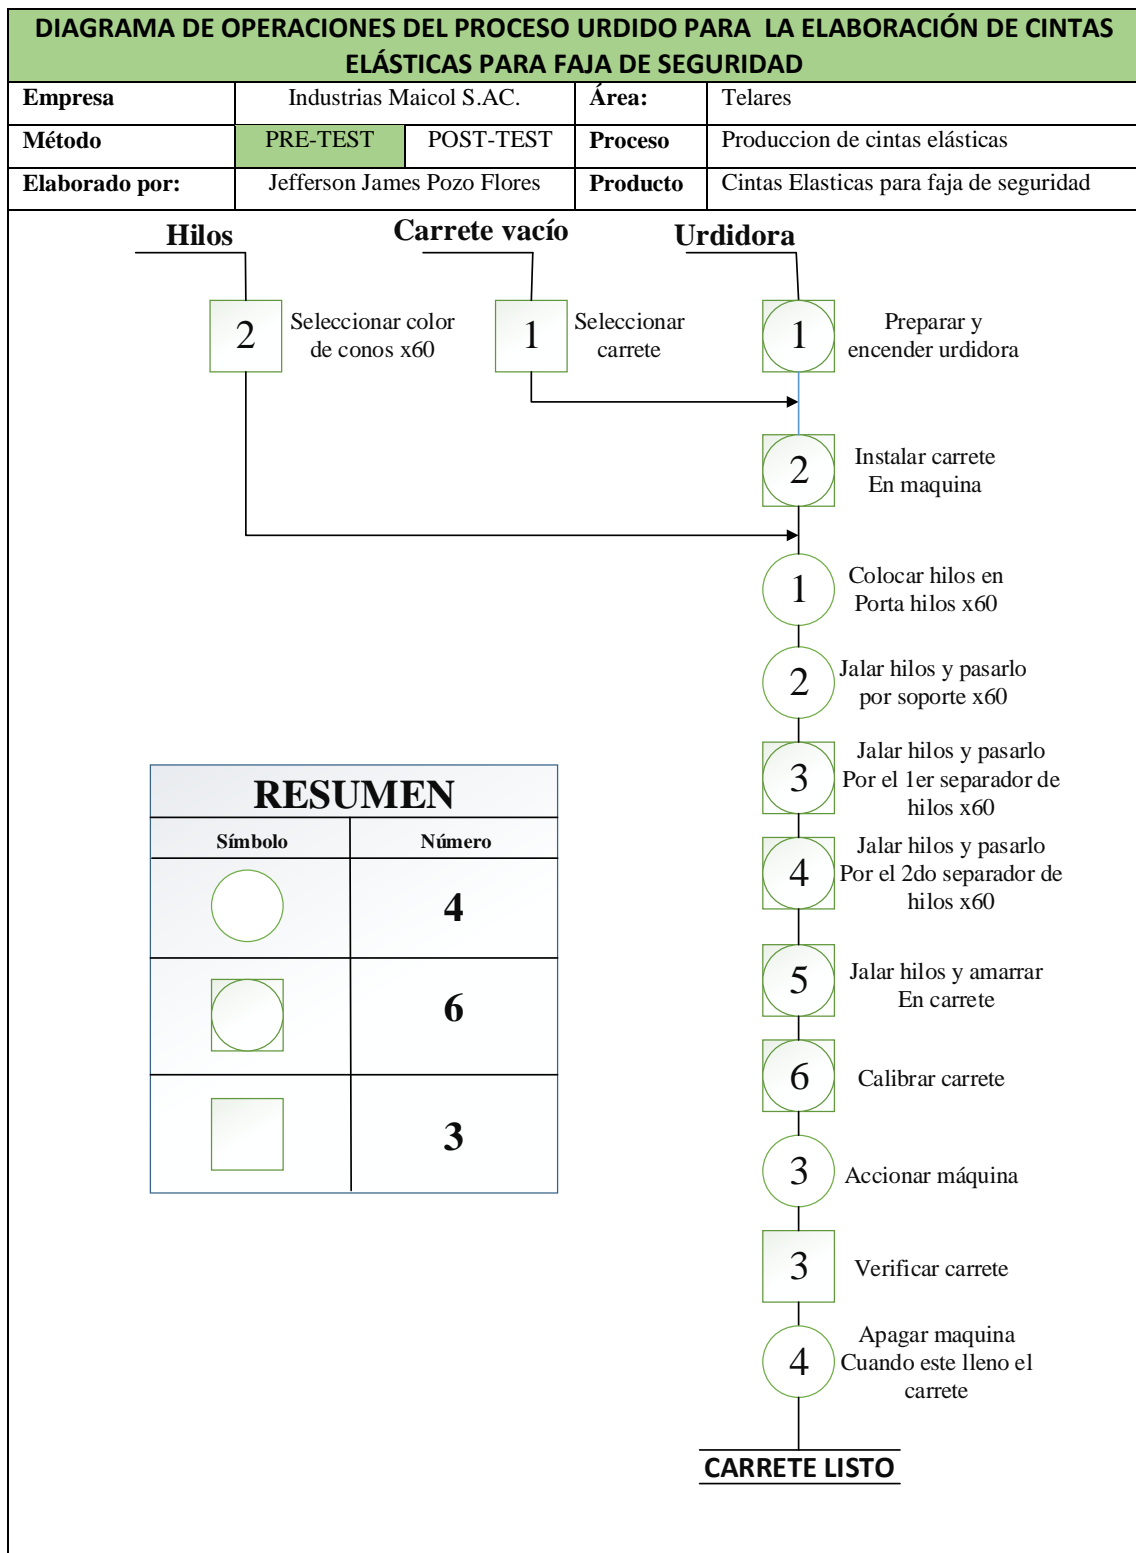 DIAGRAMA DE OPERACIONES DEL PROCESO URDIDO PARA LA ELABORACIÓN DE CINTAS
ELÁSTICAS PARA FAJA DE SEGURIDAD
Empresa Industrias Maicol S.AC. Área: Telares
Método PRE-TEST POST-TEST Proceso Produccion de cintas elásticas
Elaborado por: Jefferson James Pozo Flores Producto Cintas Elasticas para faja de seguridad
Hilos Carrete vacío Urdidora
2
Seleccionar color
de conos x60
1
Seleccionar
carrete
1
Preparar y
encender urdidora
2
Instalar carrete
En maquina
1
Colocar hilos en
Porta hilos x60
2
Jalar hilos y pasarlo
por soporte x60
3
Jalar hilos y pasarlo
Por el 1er separador de
hilos x60
4
Jalar hilos y pasarlo
Por el 2do separador de
hilos x60
5
Jalar hilos y amarrar
En carrete
6
Calibrar carrete
3
Accionar máquina
3
Verificar carrete
4
Apagar maquina
Cuando este lleno el
carrete
CARRETE LISTO
RESUMEN
Símbolo Número
4
6
3